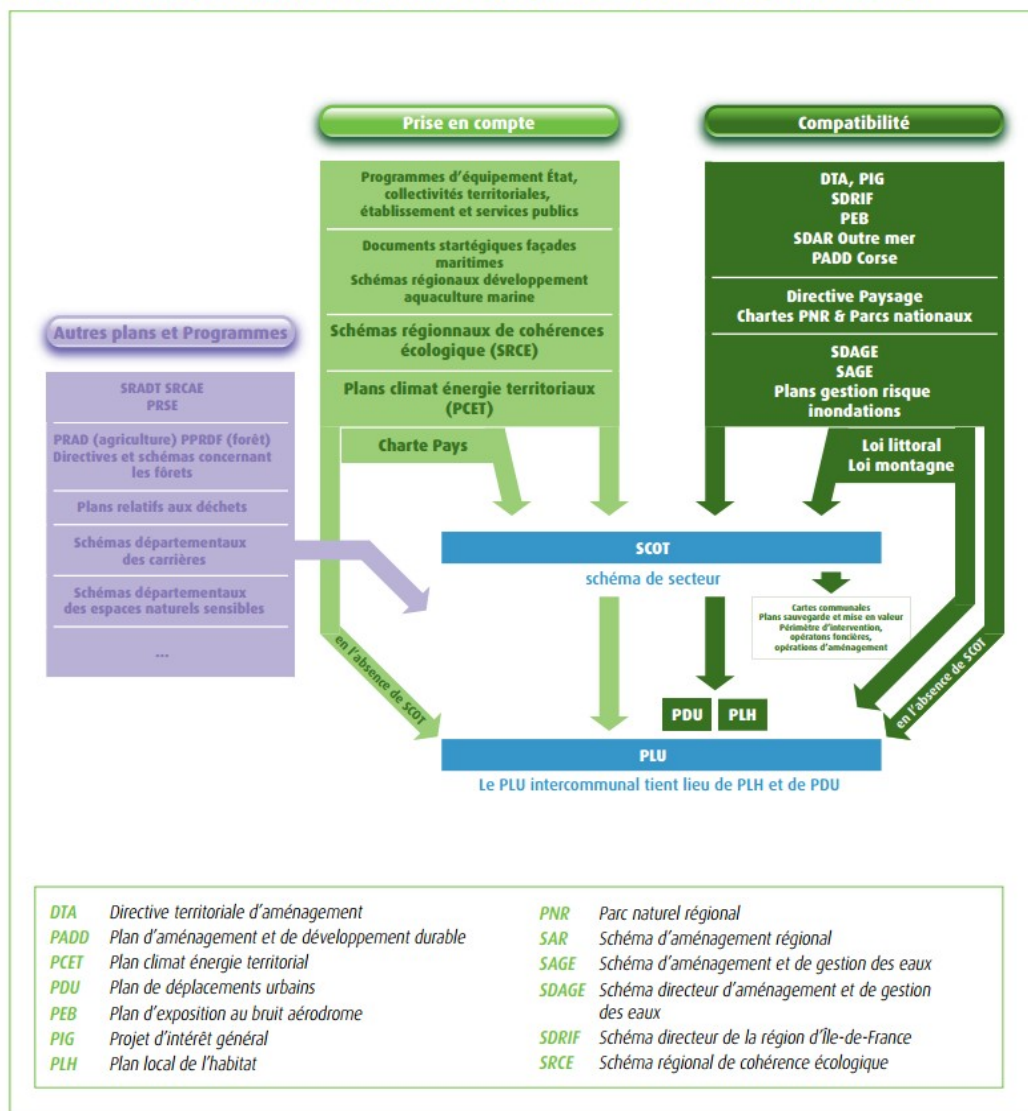 Prise en compte
Programmes d'équipement État,
collectivités territoriales,
établissement et services publics
Documents startégiques façades
maritimes
Schémas régionaux développement
aquaculture marine
Schémas régionnaux de cohérences
écologique (SRCE)
Plans climat énergie territoriaux
(PCET)
Charte Pays
Compatibilité
DTA, PIG
SDRIF
PEB
SDAR Outre mer
PADD Corse
Directive Paysage
Chartes PNR & Parcs nationaux
SDAGE
SAGE
Plans gestion risque
inondations
Loi littoral
Loi montagne
Autres plans et Programmes
SRADT SRCAE
PRSE
PRAD (agriculture) PPRDF (forêt)
Directives et schémas concernant
les fôrets
Plans relatifs aux déchets
Schémas départementaux
des carrières
Schémas départementaux
des espaces naturels sensibles
...
SCOT
schéma de secteur
Cartes communales
Plans sauvegarde et mise en valeur
Périmètre d'intervention,
opératons foncières,
opérations d'aménagement
en l'absence de SCOT
en l'absence de SCOT
PDU
PLH
PLU
Le PLU intercommunal tient lieu de PLH et de PDU
DTA Directive territoriale d'aménagement
PADD Plan d'aménagement et de développement durable
PCET Plan climat énergie territorial
PDU Plan de déplacements urbains
PEB Plan d'exposition au bruit aérodrome
PIG Projet d'intérêt général
PLH Plan local de l'habitat
PNR Parc naturel régional
SAR Schéma d'aménagement régional
SAGE Schéma d'aménagement et de gestion des eaux
SDAGE Schéma directeur d'aménagement et de gestion
des eaux
SDRIF Schéma directeur de la région d'Île-de-France
SRCE Schéma régional de cohérence écologique